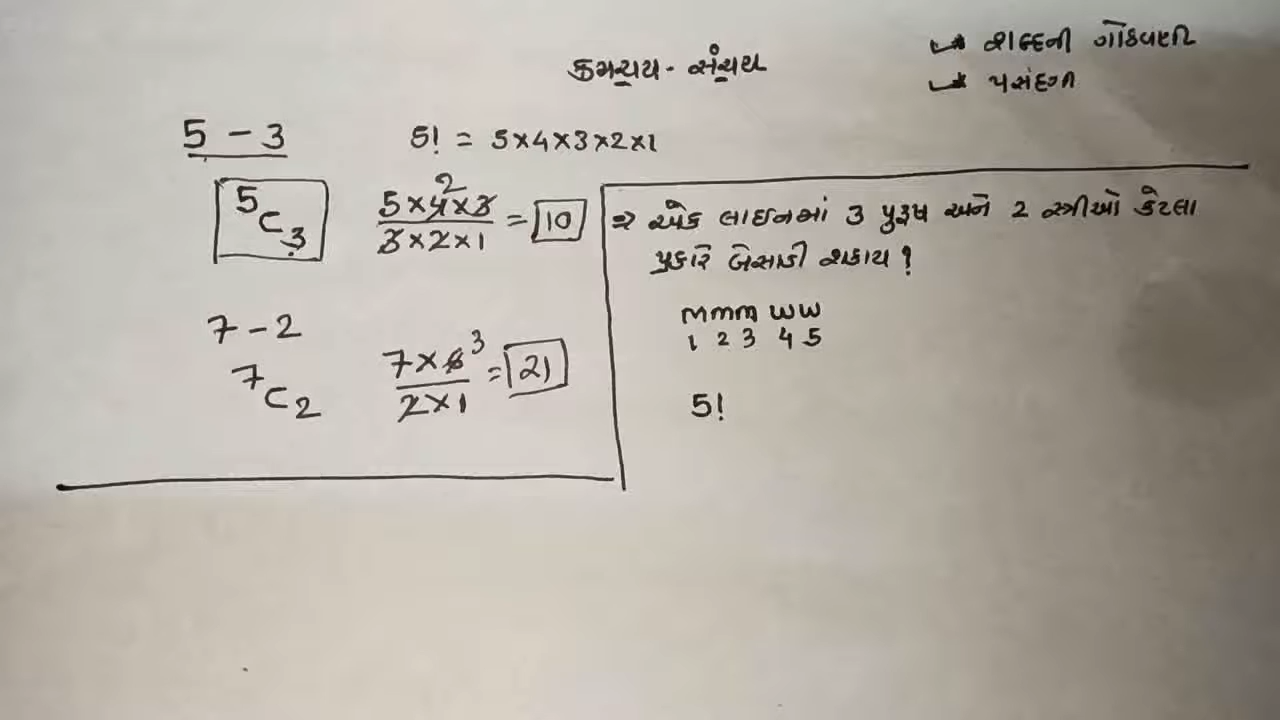 ક્રમચય - સંચય
શબ્દની ગોઠવણી
પસંદગી
5 - 3
5! = 5×4×3×2×1
5C3
5×4×3 / 3×2×1 = 10
2
7 - 2
7C2
7×6 / 2×1 = 21
3
⇒ એક લાઇનમાં 3 પુરૂષ અને 2 સ્ત્રીઓ કેટલા
પ્રકારે બેસાડી શકાય ?
mmm ww
1 2 3 4 5
5!